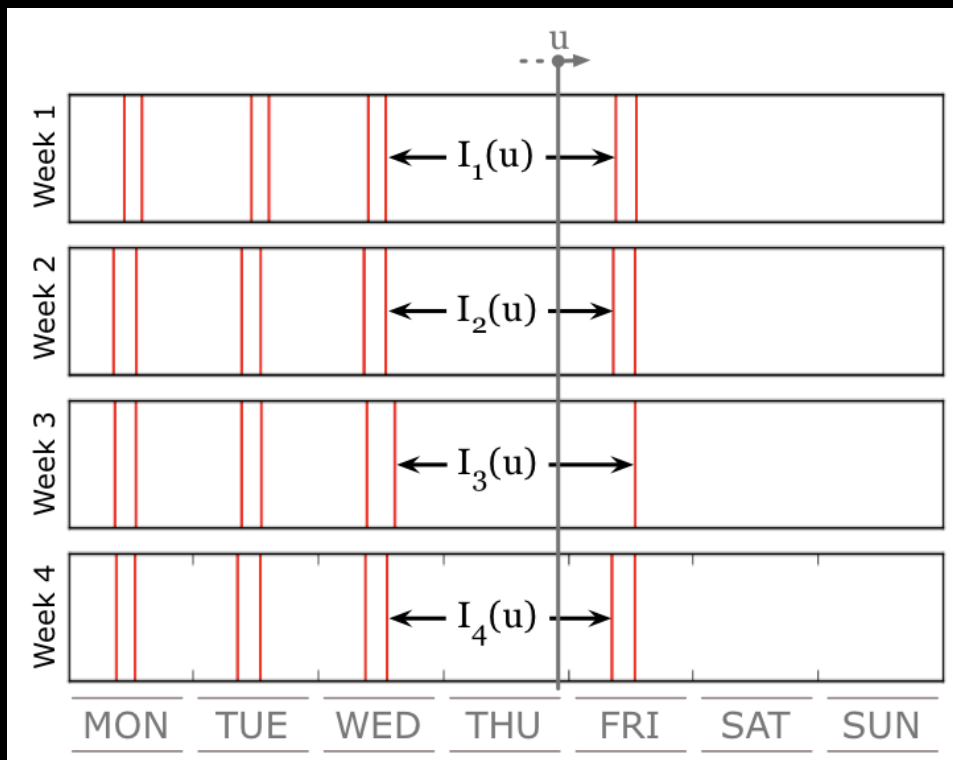 u
Week 1
I₁(u)
Week 2
I₂(u)
Week 3
I₃(u)
Week 4
I₄(u)
MON TUE WED THU FRI SAT SUN